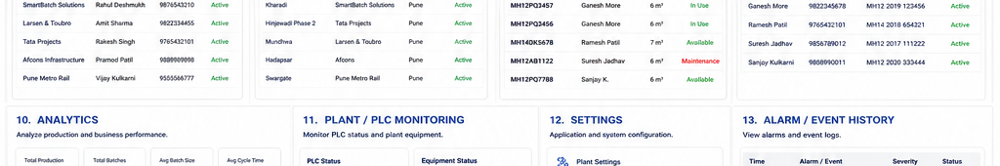 SmartBatch Solutions Rahul Deshmukh 9876543210 Active
Larsen & Toubro Amit Sharma 9822334455 Active
Tata Projects Rakesh Singh 9765432101 Active
Afcons Infrastructure Pramod Patil 9889909898 Active
Pune Metro Rail Vijay Kulkarni 9555566777 Active
Kharadi SmartBatch Solutions Pune Active
Hinjewadi Phase 2 Tata Projects Pune Active
Mundhwa Larsen & Toubro Pune Active
Hadapsar Afcons Pune Active
Swargate Pune Metro Rail Pune Active
MH12PQ3457 Ganesh More 6 m³ In Use
MH12PQ3456 Ganesh More 6 m³ In Use
MH14DK5678 Ramesh Patil 7 m³ Available
MH12AB1122 Suresh Jadhav 6 m³ Maintenance
MH12PQ7788 Sanjay K. 6 m³ Available
Ganesh More 9822345678 MH12 2019 123456 Active
Ramesh Patil 9765432101 MH14 2018 654321 Active
Suresh Jadhav 9856789012 MH12 2017 111222 Active
Sanjay Kulkarni 9888990011 MH12 2020 333444 Active
10. ANALYTICS
Analyze production and business performance.
Total Production Total Batches Avg Batch Size Avg Cycle Time
11. PLANT / PLC MONITORING
Monitor PLC status and plant equipment.
PLC Status Equipment Status
12. SETTINGS
Application and system configuration.
Plant Settings
13. ALARM / EVENT HISTORY
View alarms and event logs.
Time Alarm / Event Severity Status